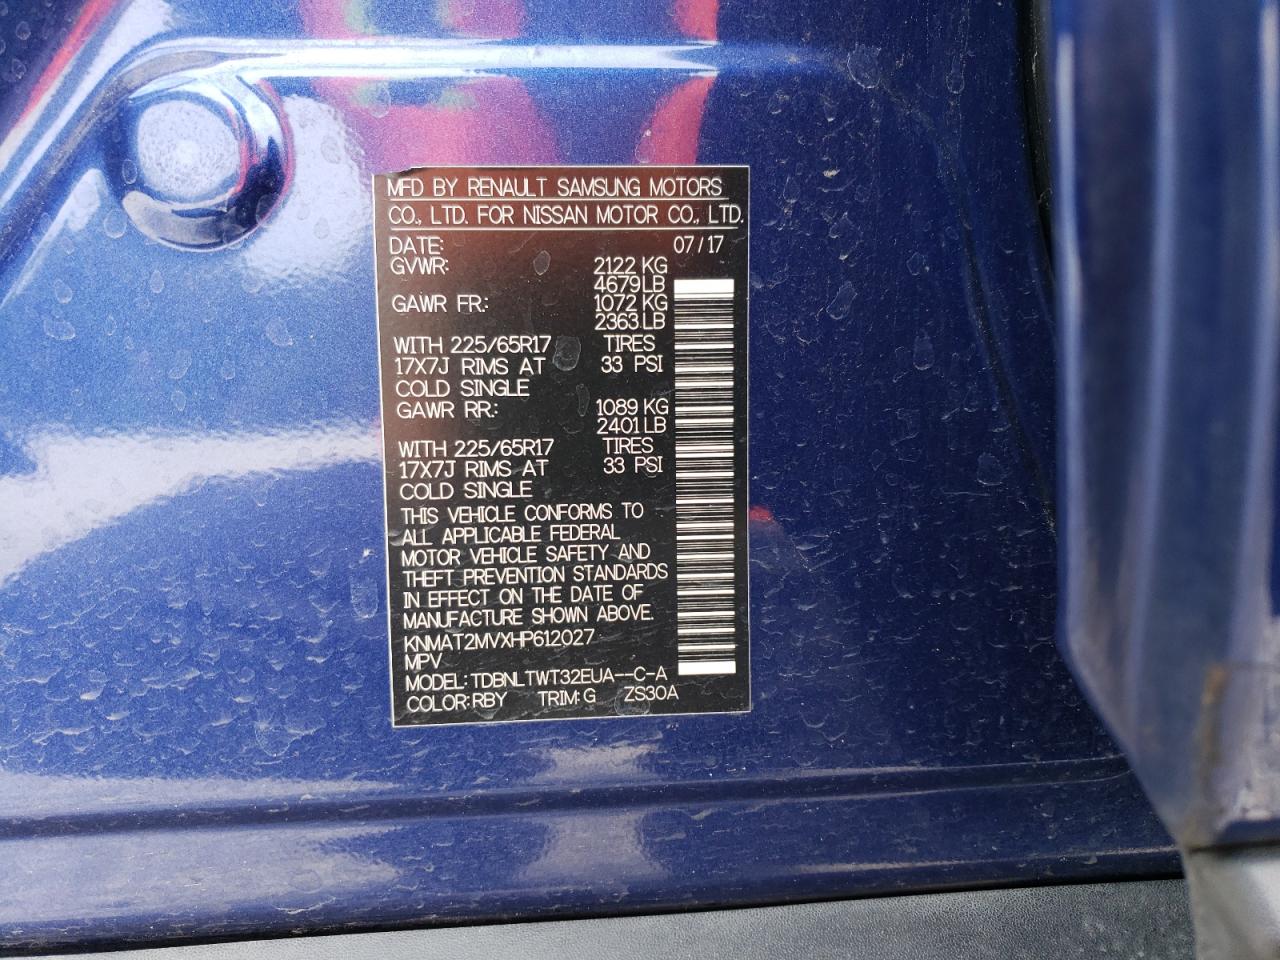 MFD BY RENAULT SAMSUNG MOTORS
CO., LTD. FOR NISSAN MOTOR CO., LTD.
DATE: 07/17
GVWR: 2122 KG
4679 LB
GAWR FR: 1072 KG
2363 LB
WITH 225/65R17 TIRES
17X7J RIMS AT 33 PSI
COLD SINGLE
GAWR RR: 1089 KG
2401 LB
WITH 225/65R17 TIRES
17X7J RIMS AT 33 PSI
COLD SINGLE
THIS VEHICLE CONFORMS TO
ALL APPLICABLE FEDERAL
MOTOR VEHICLE SAFETY AND
THEFT PREVENTION STANDARDS
IN EFFECT ON THE DATE OF
MANUFACTURE SHOWN ABOVE.
KNMAT2MVXHP612027
MPV
MODEL: TDBNLTWT32EUA--C-A
COLOR: RBY TRIM: G ZS30A